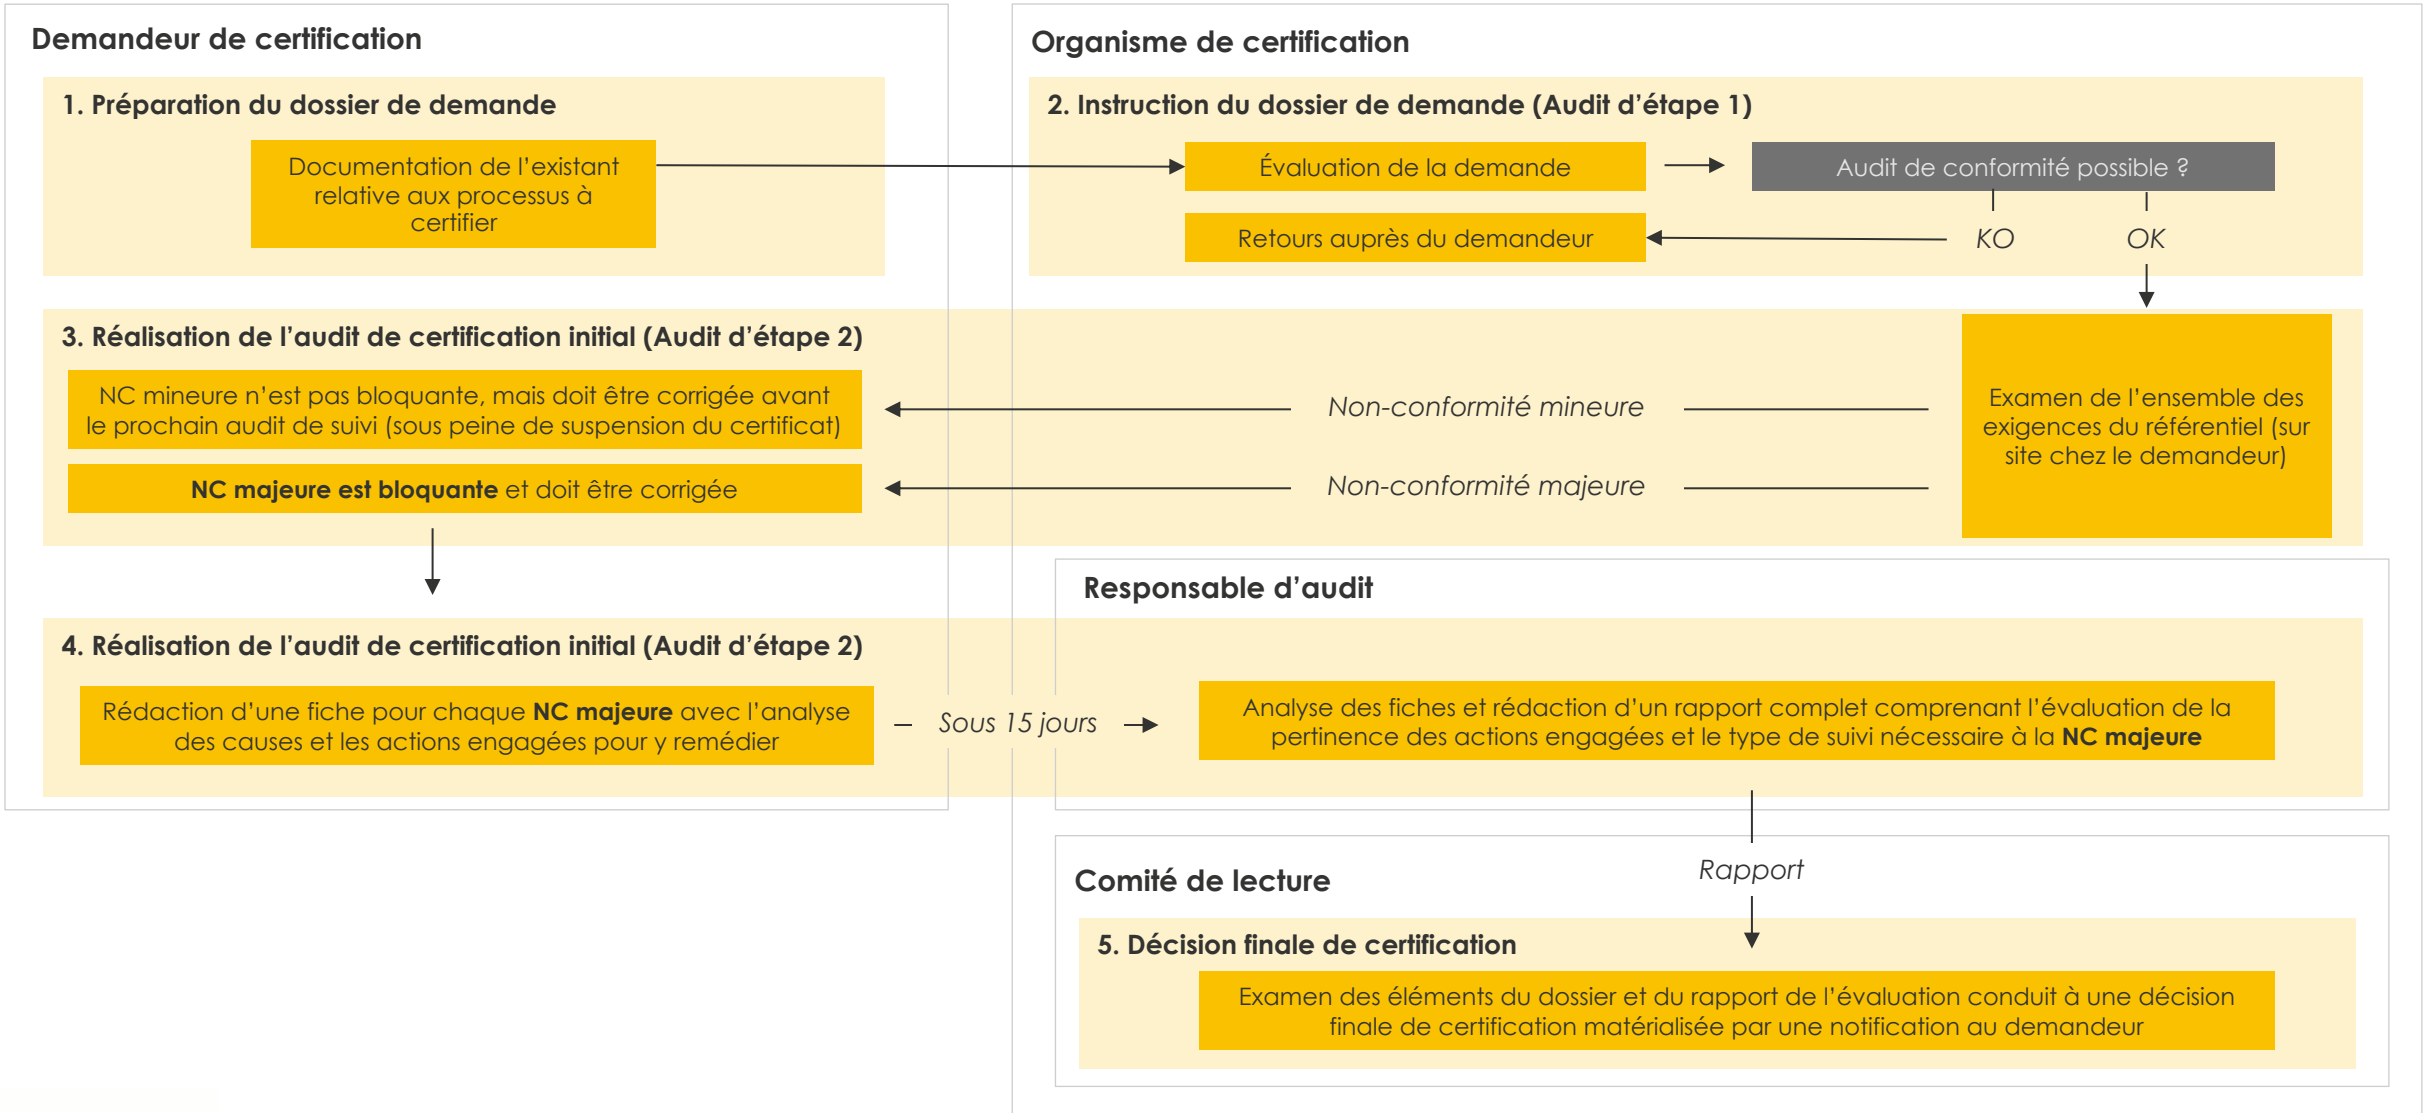 Demandeur de certification
Organisme de certification
1. Préparation du dossier de demande
Documentation de l’existant
relative aux processus à
certifier
2. Instruction du dossier de demande (Audit d’étape 1)
Évaluation de la demande
Audit de conformité possible ?
Retours auprès du demandeur
KO
OK
3. Réalisation de l’audit de certification initial (Audit d’étape 2)
NC mineure n’est pas bloquante, mais doit être corrigée avant
le prochain audit de suivi (sous peine de suspension du certificat)
Non-conformité mineure
NC majeure est bloquante et doit être corrigée
Non-conformité majeure
Examen de l’ensemble des
exigences du référentiel (sur
site chez le demandeur)
Responsable d’audit
4. Réalisation de l’audit de certification initial (Audit d’étape 2)
Rédaction d’une fiche pour chaque NC majeure avec l’analyse
des causes et les actions engagées pour y remédier
Sous 15 jours
Analyse des fiches et rédaction d’un rapport complet comprenant l’évaluation de la
pertinence des actions engagées et le type de suivi nécessaire à la NC majeure
Rapport
Comité de lecture
5. Décision finale de certification
Examen des éléments du dossier et du rapport de l’évaluation conduit à une décision
finale de certification matérialisée par une notification au demandeur